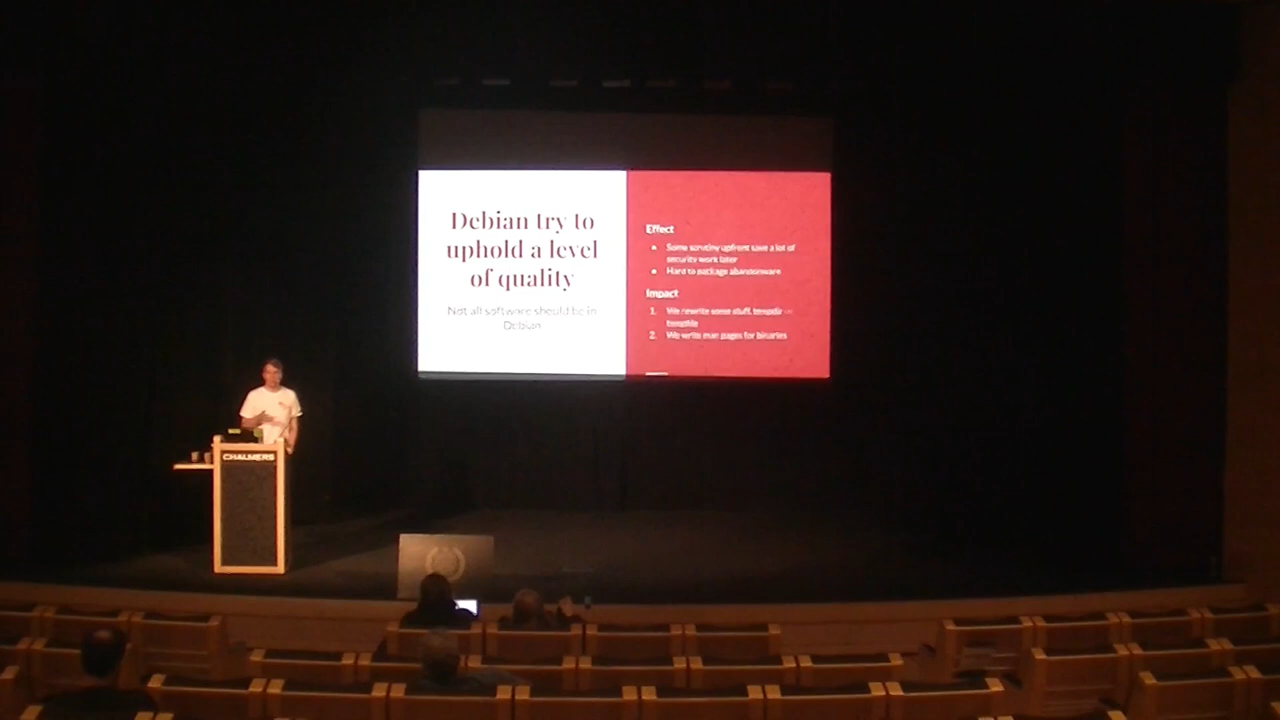 Debian try to
uphold a level
of quality
Not all software should be in
Debian
Effect
Some scrutiny upfront save a lot of
security work later
Hard to package abandonware
Impact
1. We rewrite some stuff, tempdir
tempfile
2. We write man pages for binaries
CHALMERS